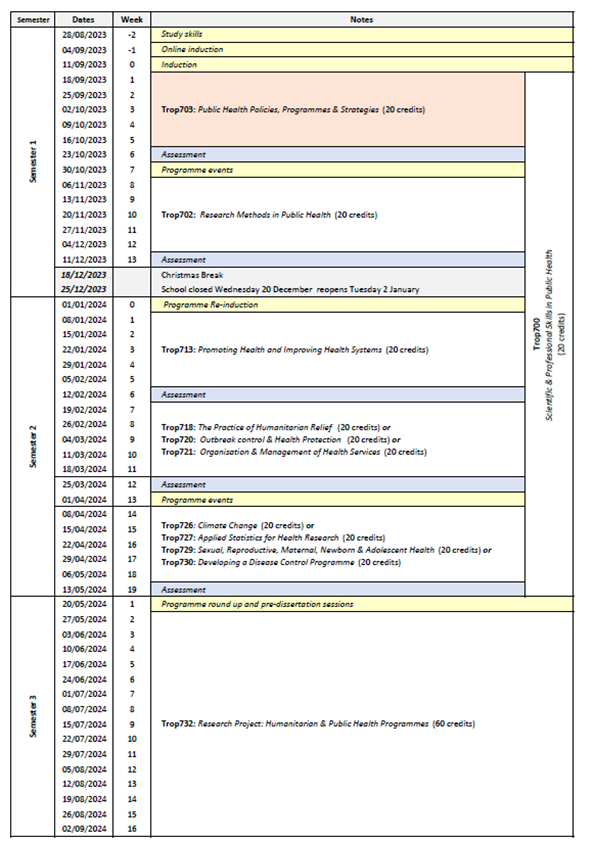 Semester Dates Week Notes
28/08/2023 -2 Study skills
04/09/2023 -1 Online induction
11/09/2023 0 Induction
18/09/2023 1
25/09/2023 2
02/10/2023 3 Trop703: Public Health Policies, Programmes & Strategies (20 credits)
09/10/2023 4
16/10/2023 5
Semester 1
23/10/2023 6 Assessment
30/10/2023 7 Programme events
06/11/2023 8
13/11/2023 9
20/11/2023 10 Trop702: Research Methods in Public Health (20 credits)
27/11/2023 11
04/12/2023 12
11/12/2023 13 Assessment
18/12/2023 Christmas Break
25/12/2023 School closed Wednesday 20 December reopens Tuesday 2 January
Trop700
Scientific & Professional Skills in Public Health
(20 credits)
01/01/2024 0 Programme Re-induction
08/01/2024 1
15/01/2024 2
22/01/2024 3 Trop713: Promoting Health and Improving Health Systems (20 credits)
29/01/2024 4
05/02/2024 5
12/02/2024 6 Assessment
19/02/2024 7
26/02/2024 8 Trop718: The Practice of Humanitarian Relief (20 credits) or
04/03/2024 9 Trop720: Outbreak control & Health Protection (20 credits) or
11/03/2024 10 Trop721: Organisation & Management of Health Services (20 credits)
18/03/2024 11
Semester 2
25/03/2024 12 Assessment
01/04/2024 13 Programme events
08/04/2024 14
15/04/2024 15 Trop726: Climate Change (20 credits) or
Trop727: Applied Statistics for Health Research (20 credits)
22/04/2024 16 Trop729: Sexual, Reproductive, Maternal, Newborn & Adolescent Health (20 credits) or
29/04/2024 17 Trop730: Developing a Disease Control Programme (20 credits)
06/05/2024 18
13/05/2024 19 Assessment
20/05/2024 1 Programme round up and pre-dissertation sessions
27/05/2024 2
03/06/2024 3
10/06/2024 4
17/06/2024 5
24/06/2024 6
01/07/2024 7
08/07/2024 8
Semester 3
15/07/2024 9 Trop732: Research Project: Humanitarian & Public Health Programmes (60 credits)
22/07/2024 10
29/07/2024 11
05/08/2024 12
12/08/2024 13
19/08/2024 14
26/08/2024 15
02/09/2024 16